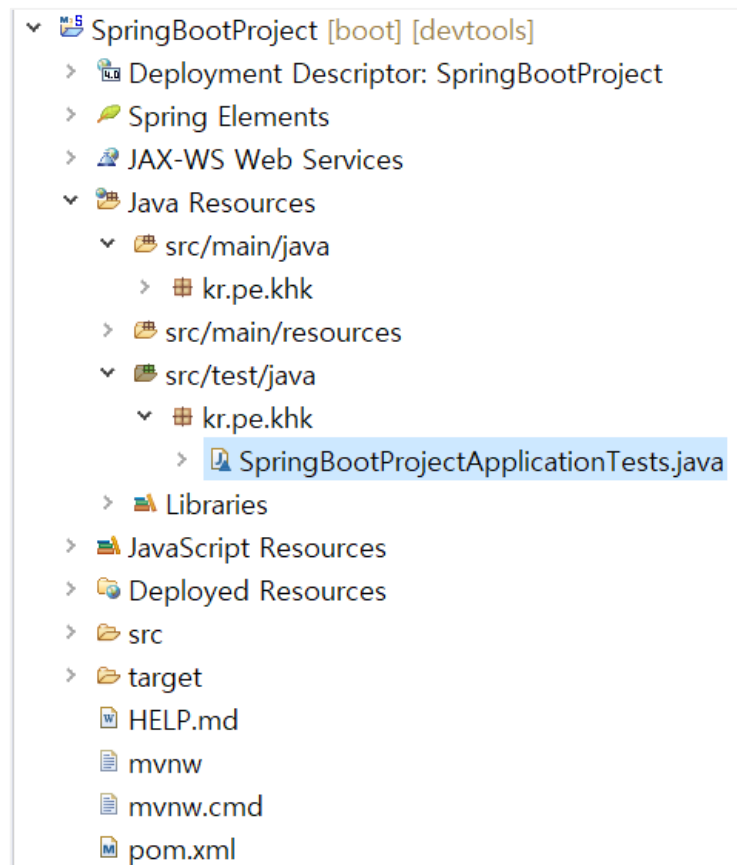 SpringBootProject [boot] [devtools]
Deployment Descriptor: SpringBootProject
Spring Elements
JAX-WS Web Services
Java Resources
src/main/java
kr.pe.khk
src/main/resources
src/test/java
kr.pe.khk
SpringBootProjectApplicationTests.java
Libraries
JavaScript Resources
Deployed Resources
src
target
HELP.md
mvnw
mvnw.cmd
pom.xml